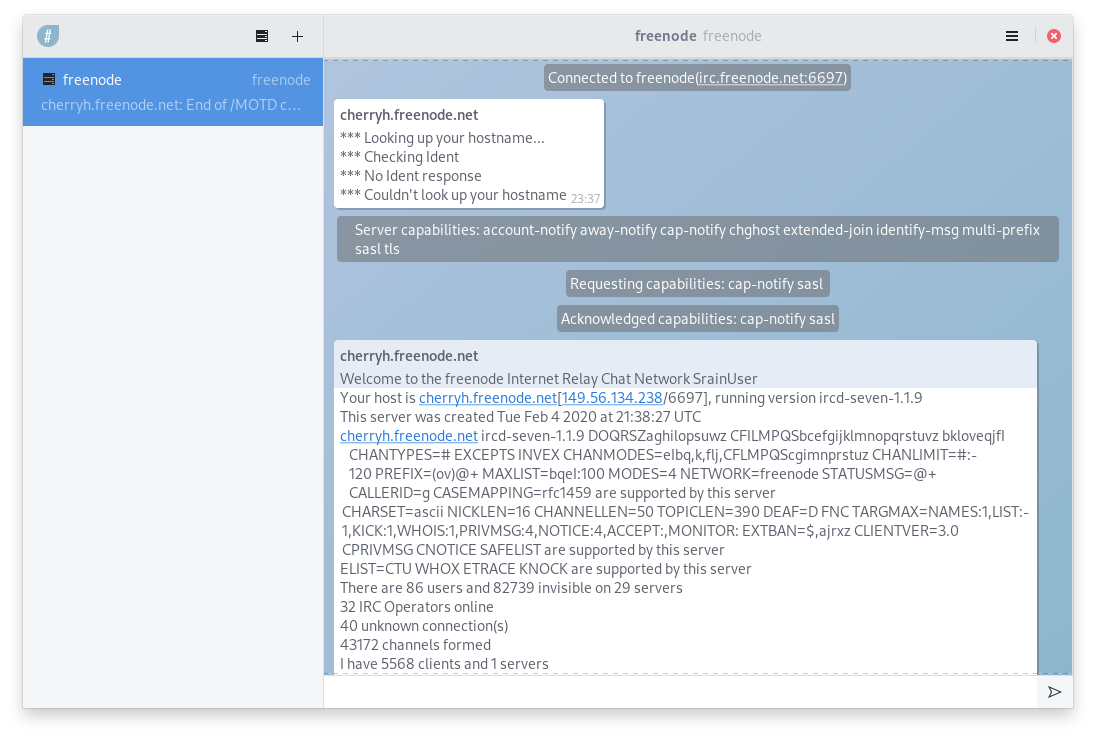 #
freenode freenode
freenode freenode
cherryh.freenode.net: End of /MOTD c…
Connected to freenode(irc.freenode.net:6697)
cherryh.freenode.net
*** Looking up your hostname...
*** Checking Ident
*** No Ident response
*** Couldn't look up your hostname 23:37
Server capabilities: account-notify away-notify cap-notify chghost extended-join identify-msg multi-prefix
sasl tls
Requesting capabilities: cap-notify sasl
Acknowledged capabilities: cap-notify sasl
cherryh.freenode.net
Welcome to the freenode Internet Relay Chat Network SrainUser
Your host is cherryh.freenode.net[149.56.134.238/6697], running version ircd-seven-1.1.9
This server was created Tue Feb 4 2020 at 21:38:27 UTC
cherryh.freenode.net ircd-seven-1.1.9 DOQRSZaghilopsuwz CFILMPQSbcefgijklmnopqrstuvz bkloveqjfI
CHANTYPES=# EXCEPTS INVEX CHANMODES=eIbq,k,flj,CFLMPQScgimnprstuz CHANLIMIT=#:-
120 PREFIX=(ov)@+ MAXLIST=bqeI:100 MODES=4 NETWORK=freenode STATUSMSG=@+
CALLERID=g CASEMAPPING=rfc1459 are supported by this server
CHARSET=ascii NICKLEN=16 CHANNELLEN=50 TOPICLEN=390 DEAF=D FNC TARGMAX=NAMES:1,LIST:-
1,KICK:1,WHOIS:1,PRIVMSG:4,NOTICE:4,ACCEPT:,MONITOR: EXTBAN=$,ajrxz CLIENTVER=3.0
CPRIVMSG CNOTICE SAFELIST are supported by this server
ELIST=CTU WHOX ETRACE KNOCK are supported by this server
There are 86 users and 82739 invisible on 29 servers
32 IRC Operators online
40 unknown connection(s)
43172 channels formed
I have 5568 clients and 1 servers